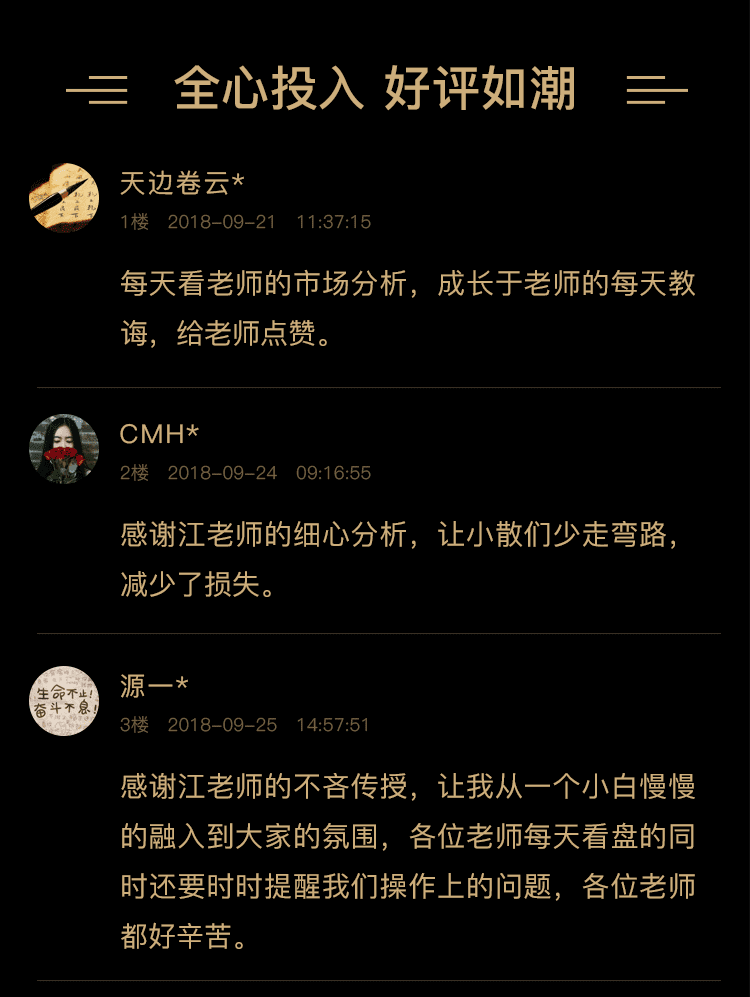 全心投入 好评如潮
天边卷云*
1楼 2018-09-21 11:37:15
每天看老师的市场分析，成长于老师的每天教
诲，给老师点赞。
CMH*
2楼 2018-09-24 09:16:55
感谢江老师的细心分析，让小散们少走弯路，
减少了损失。
生命不止!
奋斗不息!
源一*
3楼 2018-09-25 14:57:51
感谢江老师的不吝传授，让我从一个小白慢慢
的融入到大家的氛围，各位老师每天看盘的同
时还要时时提醒我们操作上的问题，各位老师
都好辛苦。